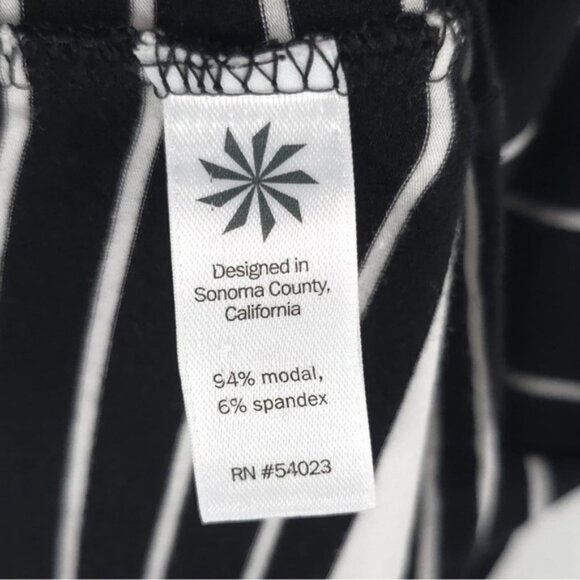 Designed in
Sonoma County,
California
94% modal,
6% spandex
RN #54023